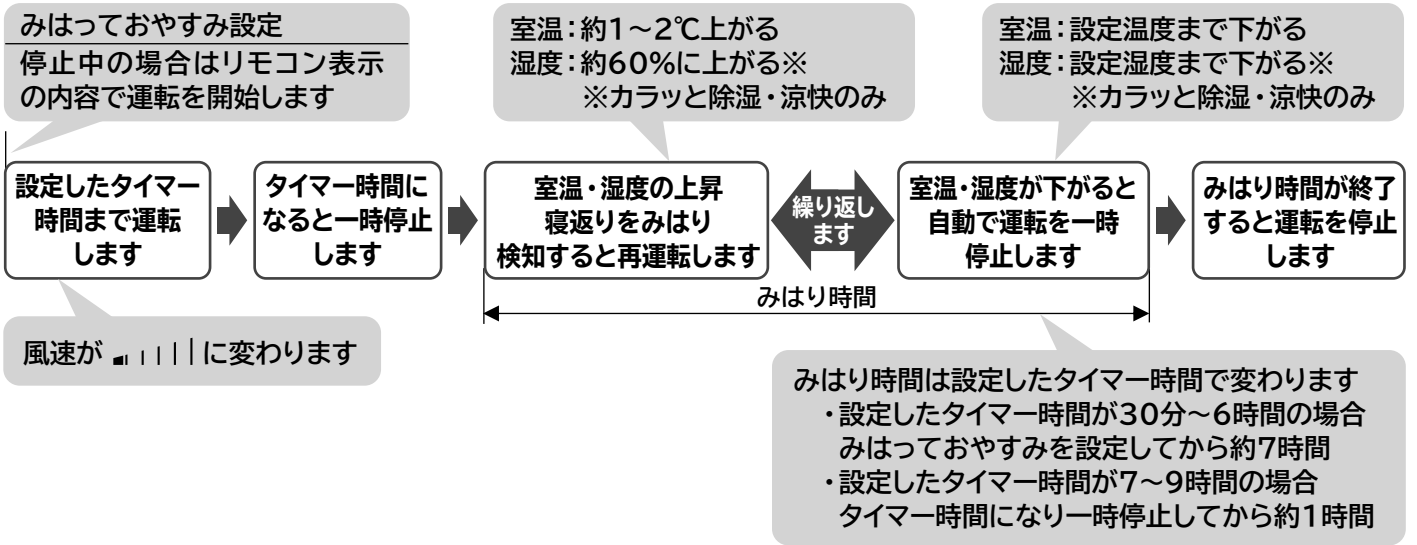 みはっておやすみ設定
停止中の場合はリモコン表示
の内容で運転を開始します
室温：約1～2℃上がる
湿度：約60%に上がる※
※カラッと除湿・涼快のみ
室温：設定温度まで下がる
湿度：設定湿度まで下がる※
※カラッと除湿・涼快のみ
設定したタイマー
時間まで運転
します
タイマー時間に
なると一時停止
します
室温・湿度の上昇
寝返りをみはり
検知すると再運転します
繰り返し
ます
室温・湿度が下がると
自動で運転を一時
停止します
みはり時間が終了
すると運転を停止
します
みはり時間
風速が に変わります
みはり時間は設定したタイマー時間で変わります
・設定したタイマー時間が30分～6時間の場合
みはっておやすみを設定してから約7時間
・設定したタイマー時間が7～9時間の場合
タイマー時間になり一時停止してから約1時間